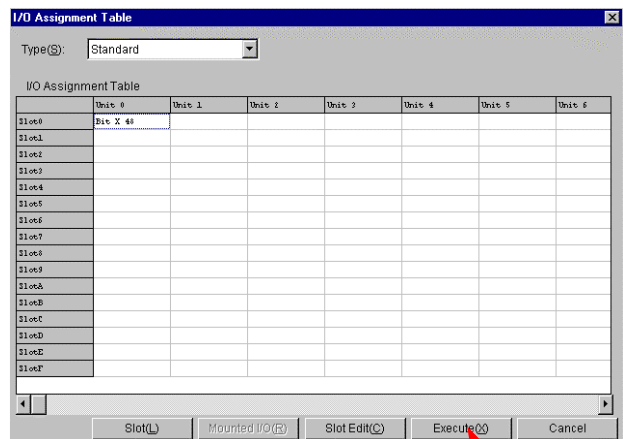 I/O Assignment Table
Type(S): Standard
I/O Assignment Table
Unit 0 Unit 1 Unit 2 Unit 3 Unit 4 Unit 5 Unit 6
Slot0 Bit X 48
Slot1
Slot2
Slot3
Slot4
Slot5
Slot6
Slot7
Slot8
Slot9
SlotA
SlotB
SlotC
SlotD
SlotE
SlotF
Slot(L) Mounted I/O(R) Slot Edit(C) Execute(X) Cancel